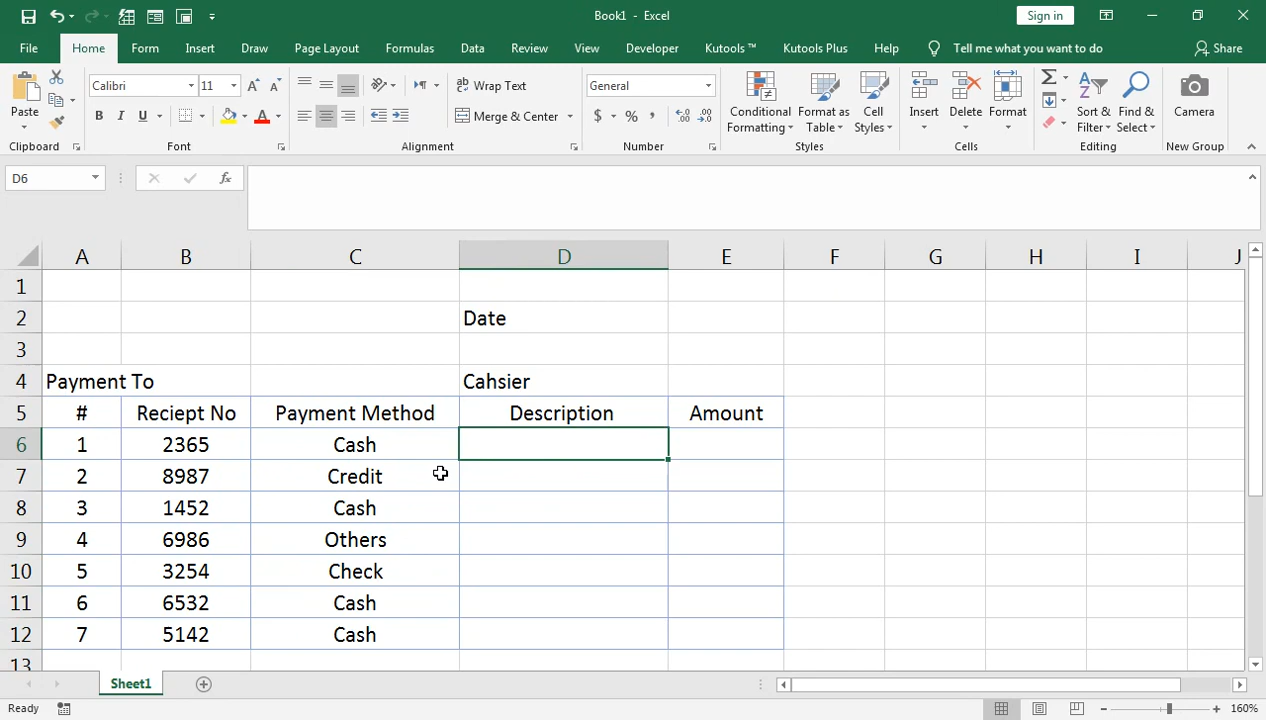 Book1 - Excel
Sign in
File Home Form Insert Draw Page Layout Formulas Data Review View Developer Kutools ™ Kutools Plus Help Tell me what you want to do Share
Calibri 11 Wrap Text General
Paste B I U A Merge & Center $ % , Conditional Formatting Format as Table Cell Styles Insert Delete Format Sort & Filter Find & Select Camera
Clipboard Font Alignment Number Styles Cells Editing New Group
D6 fx
A B C D E F G H I J
1
2 Date
3
4 Payment To Cahsier
5 # Reciept No Payment Method Description Amount
6 1 2365 Cash
7 2 8987 Credit
8 3 1452 Cash
9 4 6986 Others
10 5 3254 Check
11 6 6532 Cash
12 7 5142 Cash
13
Sheet1
Ready 160%